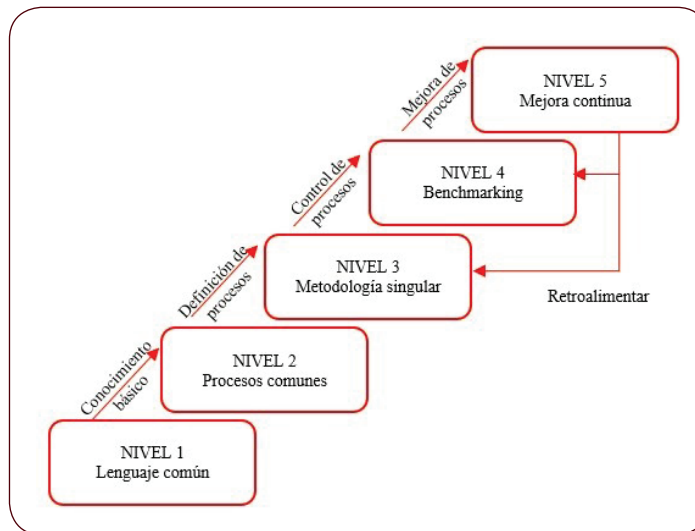 Mejora de
procesos
NIVEL 5
Mejora continua
Control de
procesos
NIVEL 4
Benchmarking
Definición de
procesos
NIVEL 3
Metodología singular
Retroalimentar
Conocimiento
básico
NIVEL 2
Procesos comunes
NIVEL 1
Lenguaje común